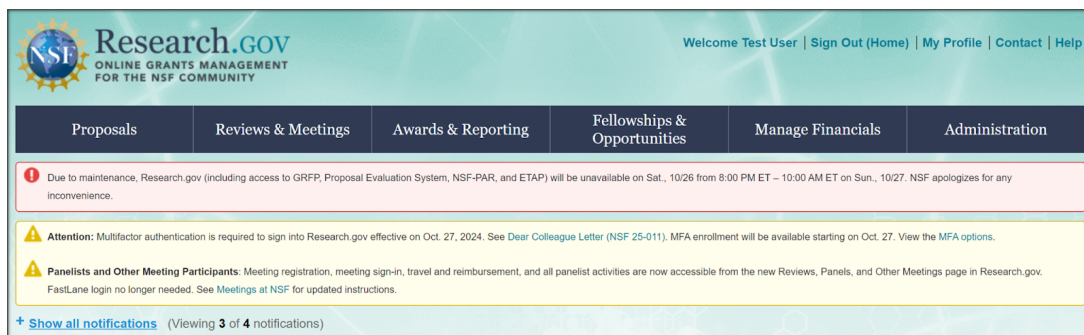 NSF
Research.GOV
ONLINE GRANTS MANAGEMENT
FOR THE NSF COMMUNITY
Welcome Test User | Sign Out (Home) | My Profile | Contact | Help
Proposals
Reviews & Meetings
Awards & Reporting
Fellowships &
Opportunities
Manage Financials
Administration
Due to maintenance, Research.gov (including access to GRFP, Proposal Evaluation System, NSF-PAR, and ETAP) will be unavailable on Sat., 10/26 from 8:00 PM ET – 10:00 AM ET on Sun., 10/27. NSF apologizes for any
inconvenience.
Attention: Multifactor authentication is required to sign into Research.gov effective on Oct. 27, 2024. See Dear Colleague Letter (NSF 25-011). MFA enrollment will be available starting on Oct. 27. View the MFA options.
Panelists and Other Meeting Participants: Meeting registration, meeting sign-in, travel and reimbursement, and all panelist activities are now accessible from the new Reviews, Panels, and Other Meetings page in Research.gov.
FastLane login no longer needed. See Meetings at NSF for updated instructions.
+ Show all notifications (Viewing 3 of 4 notifications)